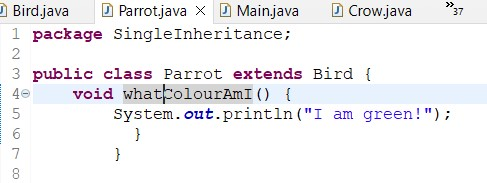 Bird.java Parrot.java Main.java Crow.java »37
1 package SingleInheritance;
2
3 public class Parrot extends Bird {
4 void whatColourAmI() {
5 System.out.println("I am green!");
6 }
7 }
8